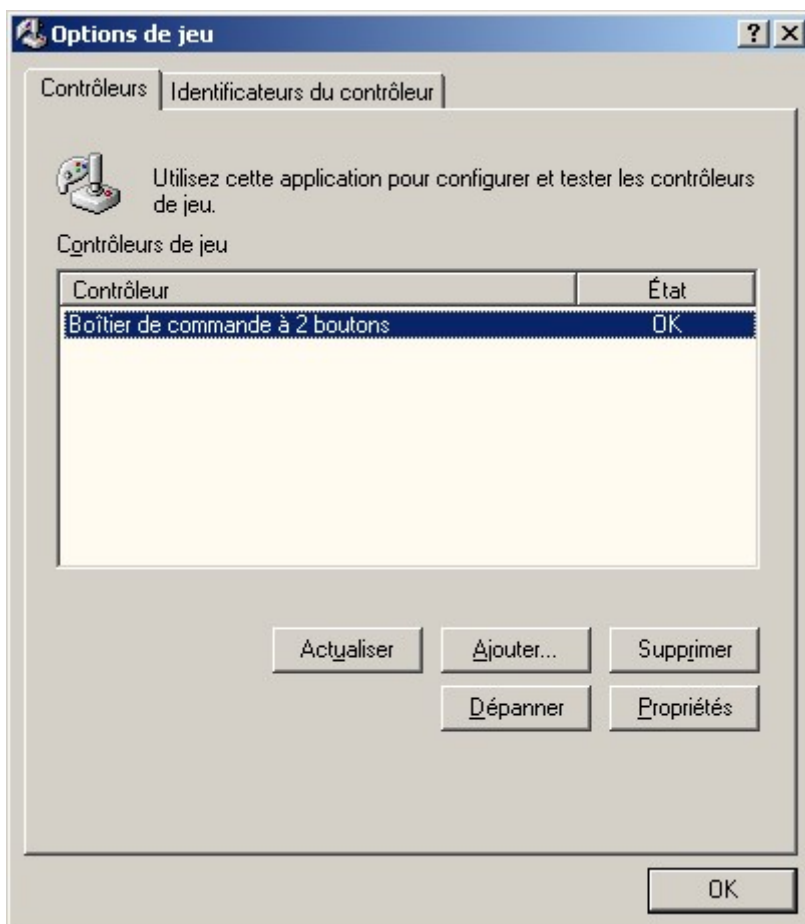 Options de jeu
Contrôleurs
Identificateurs du contrôleur
Utilisez cette application pour configurer et tester les contrôleurs
de jeu.
Contrôleurs de jeu
Contrôleur État
Boîtier de commande à 2 boutons OK
Actualiser Ajouter... Supprimer
Dépanner Propriétés
OK